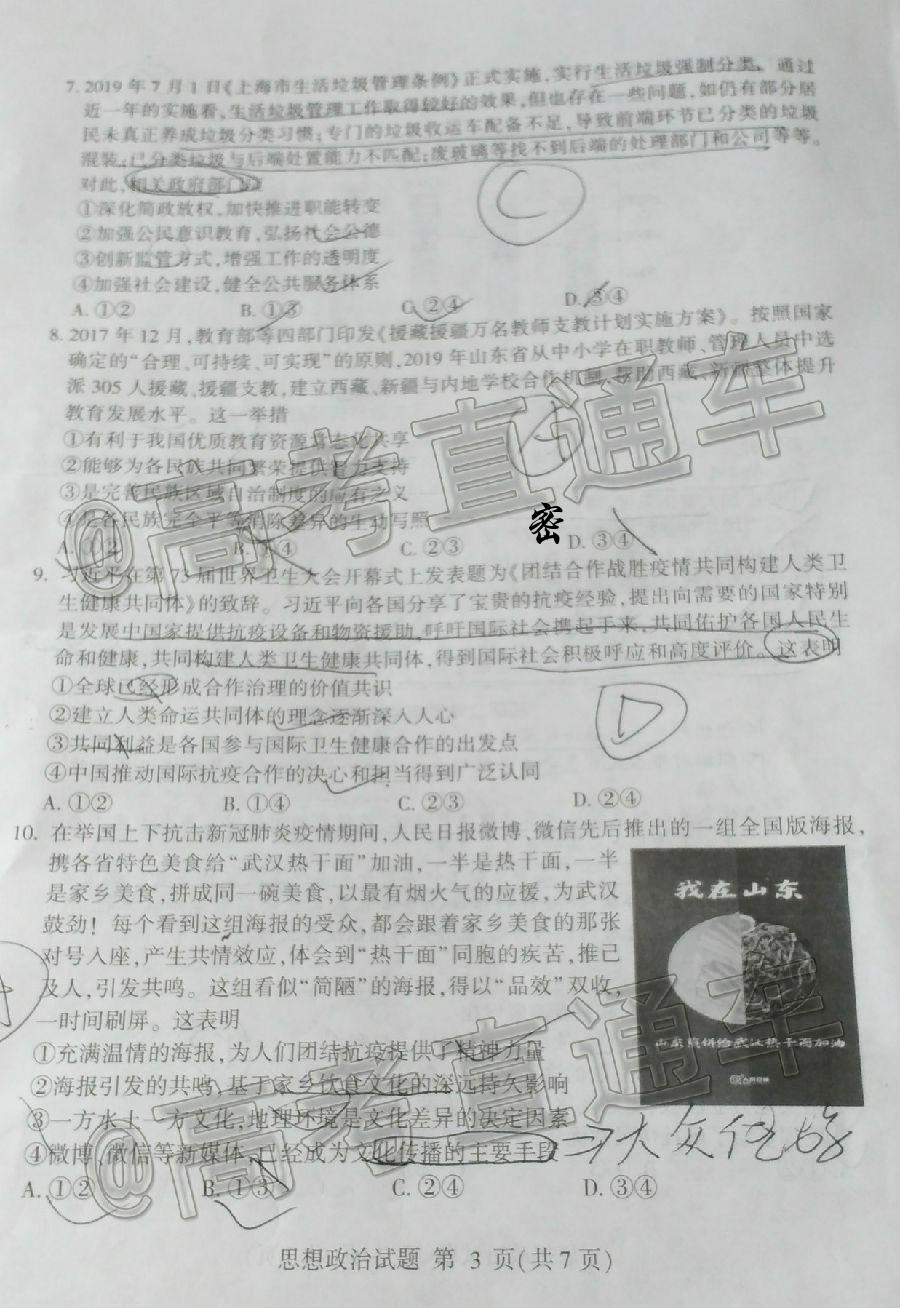 7. 2019 年 7 月 1 日《上海市生活垃圾管理条例》正式实施,实行生活垃圾强制分类。通过
近一年的实施看,生活垃圾管理工作取得较好的效果,但也存在一些问题,如仍有部分居
民未真正养成垃圾分类习惯;专门的垃圾收运车配备不足,导致前端环节已分类的垃圾
混装;已分类垃圾与后端处置能力不匹配;废玻璃等找不到后端的处理部门和公司等等。
对此,相关政府部门应
①深化简政放权,加快推进职能转变
②加强公民意识教育,弘扬社会公德
③创新监管方式,增强工作的透明度
④加强社会建设,健全公共服务体系
A. ①② B. ①③ C. ②④ D. ③④
C
8. 2017 年 12 月,教育部等四部门印发《援藏援疆万名教师支教计划实施方案》。按照国家
确定的“合理、可持续、可实现”的原则,2019 年山东省从中小学在职教师、管理人员中选
派 305 人援藏、援疆支教,建立西藏、新疆与内地学校合作机制,帮助西藏、新疆整体提升
教育发展水平。这一举措
①有利于我国优质教育资源 共享
②能够为各民族共同繁荣提供智力支持
③是完善民族区域自治制度的应有之义
④是各民族完全平等消除差异的生动写照
A. ①② B. ①④ C. ②③ D. ③④
密
9. 习近平在第 73 届世界卫生大会开幕式上发表题为《团结合作战胜疫情共同构建人类卫
生健康共同体》的致辞。习近平向各国分享了宝贵的抗疫经验,提出向需要的国家特别
是发展中国家提供抗疫设备和物资援助,呼吁国际社会携起手来,共同佑护各国人民生
命和健康,共同构建人类卫生健康共同体,得到国际社会积极呼应和高度评价。这表明
①全球已经形成合作治理的价值共识
②建立人类命运共同体的理念逐渐深入人心
③共同利益是各国参与国际卫生健康合作的出发点
④中国推动国际抗疫合作的决心和担当得到广泛认同
A. ①② B. ①④ C. ②③ D. ②④
D
10. 在举国上下抗击新冠肺炎疫情期间,人民日报微博、微信先后推出的一组全国版海报,
携各省特色美食给“武汉热干面”加油,一半是热干面,一半
是家乡美食,拼成同一碗美食,以最有烟火气的应援,为武汉
鼓劲!每个看到这组海报的受众,都会跟着家乡美食的那张
对号入座,产生共情效应,体会到“热干面”同胞的疾苦,推己
及人,引发共鸣。这组看似“简陋”的海报,得以“品效”双收,
一时间刷屏。这表明
我在山东
山东煎饼给武汉热干面加油
①充满温情的海报,为人们团结抗疫提供了精神力量
②海报引发的共鸣,基于家乡饮食文化的深远持久影响
③一方水土一方文化,地理环境是文化差异的决定因素
④微博、微信等新媒体,已经成为文化传播的主要手段
⇒大众传媒
A. ①② B. ①③ C. ②④ D. ③④
@高考直通车
@高考直通车
思想政治试题 第 3 页(共 7 页)